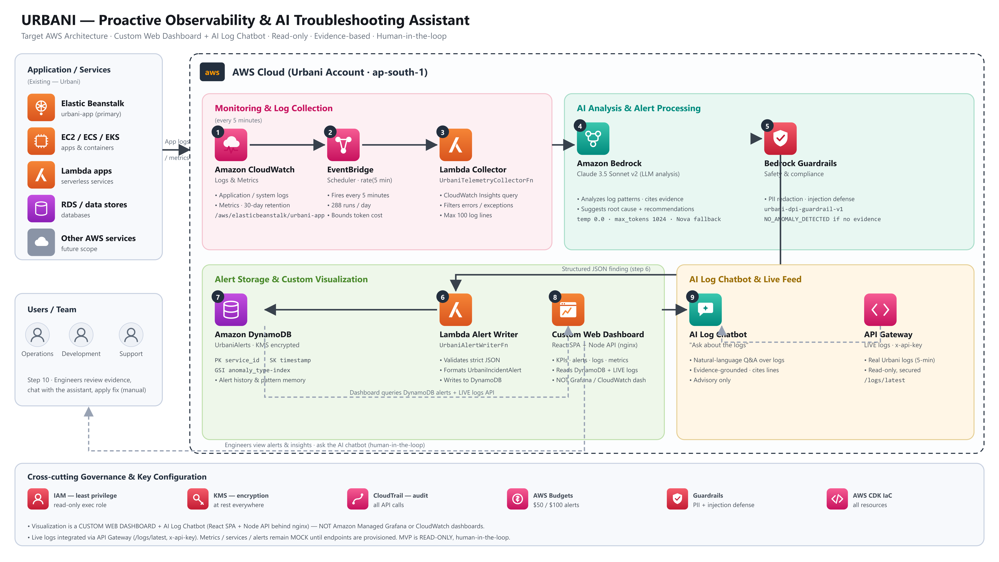 URBANI — Proactive Observability & AI Troubleshooting Assistant
Target AWS Architecture · Custom Web Dashboard + AI Log Chatbot · Read-only · Evidence-based · Human-in-the-loop
Application / Services
(Existing — Urbani)
Elastic Beanstalk
urbani-app (primary)
EC2 / ECS / EKS
apps & containers
Lambda apps
serverless services
RDS / data stores
databases
Other AWS services
future scope
App logs
/ metrics
aws
AWS Cloud (Urbani Account · ap-south-1)
Monitoring & Log Collection
(every 5 minutes)
1
Amazon CloudWatch
Logs & Metrics
• Application / system logs
• Metrics · 30-day retention
/aws/elasticbeanstalk/urbani-app
2
EventBridge
Scheduler · rate(5 min)
• Fires every 5 minutes
• 288 runs / day
• Bounds token cost
3
Lambda Collector
UrbaniTelemetryCollectorFn
• CloudWatch Insights query
• Filters errors / exceptions
• Max 100 log lines
AI Analysis & Alert Processing
4
Amazon Bedrock
Claude 3.5 Sonnet v2 (LLM analysis)
• Analyzes log patterns · cites evidence
• Suggests root cause + recommendations
temp 0.0 · max_tokens 1024 · Nova fallback
5
Bedrock Guardrails
Safety & compliance
• PII redaction · injection defense
urbani-dpi-guardrail-v1
NO_ANOMALY_DETECTED if no evidence
Users / Team
Operations
Development
Support
Step 10 · Engineers review evidence,
chat with the assistant, apply fix (manual)
Structured JSON finding (step 6)
Alert Storage & Custom Visualization
7
Amazon DynamoDB
UrbaniAlerts · KMS encrypted
PK service_id SK timestamp
GSI anomaly_type-index
• Alert history & pattern memory
6
Lambda Alert Writer
UrbaniAlertWriterFn
• Validates strict JSON
• Formats UrbaniIncidentAlert
• Writes to DynamoDB
8
Custom Web Dashboard
React SPA + Node API (nginx)
• KPIs · alerts · logs · metrics
• Reads DynamoDB + LIVE logs
• NOT Grafana / CloudWatch dash
Dashboard queries DynamoDB alerts + LIVE logs API
AI Log Chatbot & Live Feed
9
AI Log Chatbot
"Ask about the logs"
• Natural-language Q&A over logs
• Evidence-grounded · cites lines
• Advisory only
API Gateway
LIVE logs · x-api-key
• Real Urbani logs (5-min)
• Read-only, secured
/logs/latest
Engineers view alerts & insights · ask the AI chatbot (human-in-the-loop)
Cross-cutting Governance & Key Configuration
IAM — least privilege
read-only exec role
KMS — encryption
at rest everywhere
CloudTrail — audit
all API calls
AWS Budgets
$50 / $100 alerts
Guardrails
PII + injection defense
AWS CDK IaC
all resources
• Visualization is a CUSTOM WEB DASHBOARD + AI Log Chatbot (React SPA + Node API behind nginx) — NOT Amazon Managed Grafana or CloudWatch dashboards.
• Live logs integrated via API Gateway (/logs/latest, x-api-key). Metrics / services / alerts remain MOCK until endpoints are provisioned. MVP is READ-ONLY, human-in-the-loop.